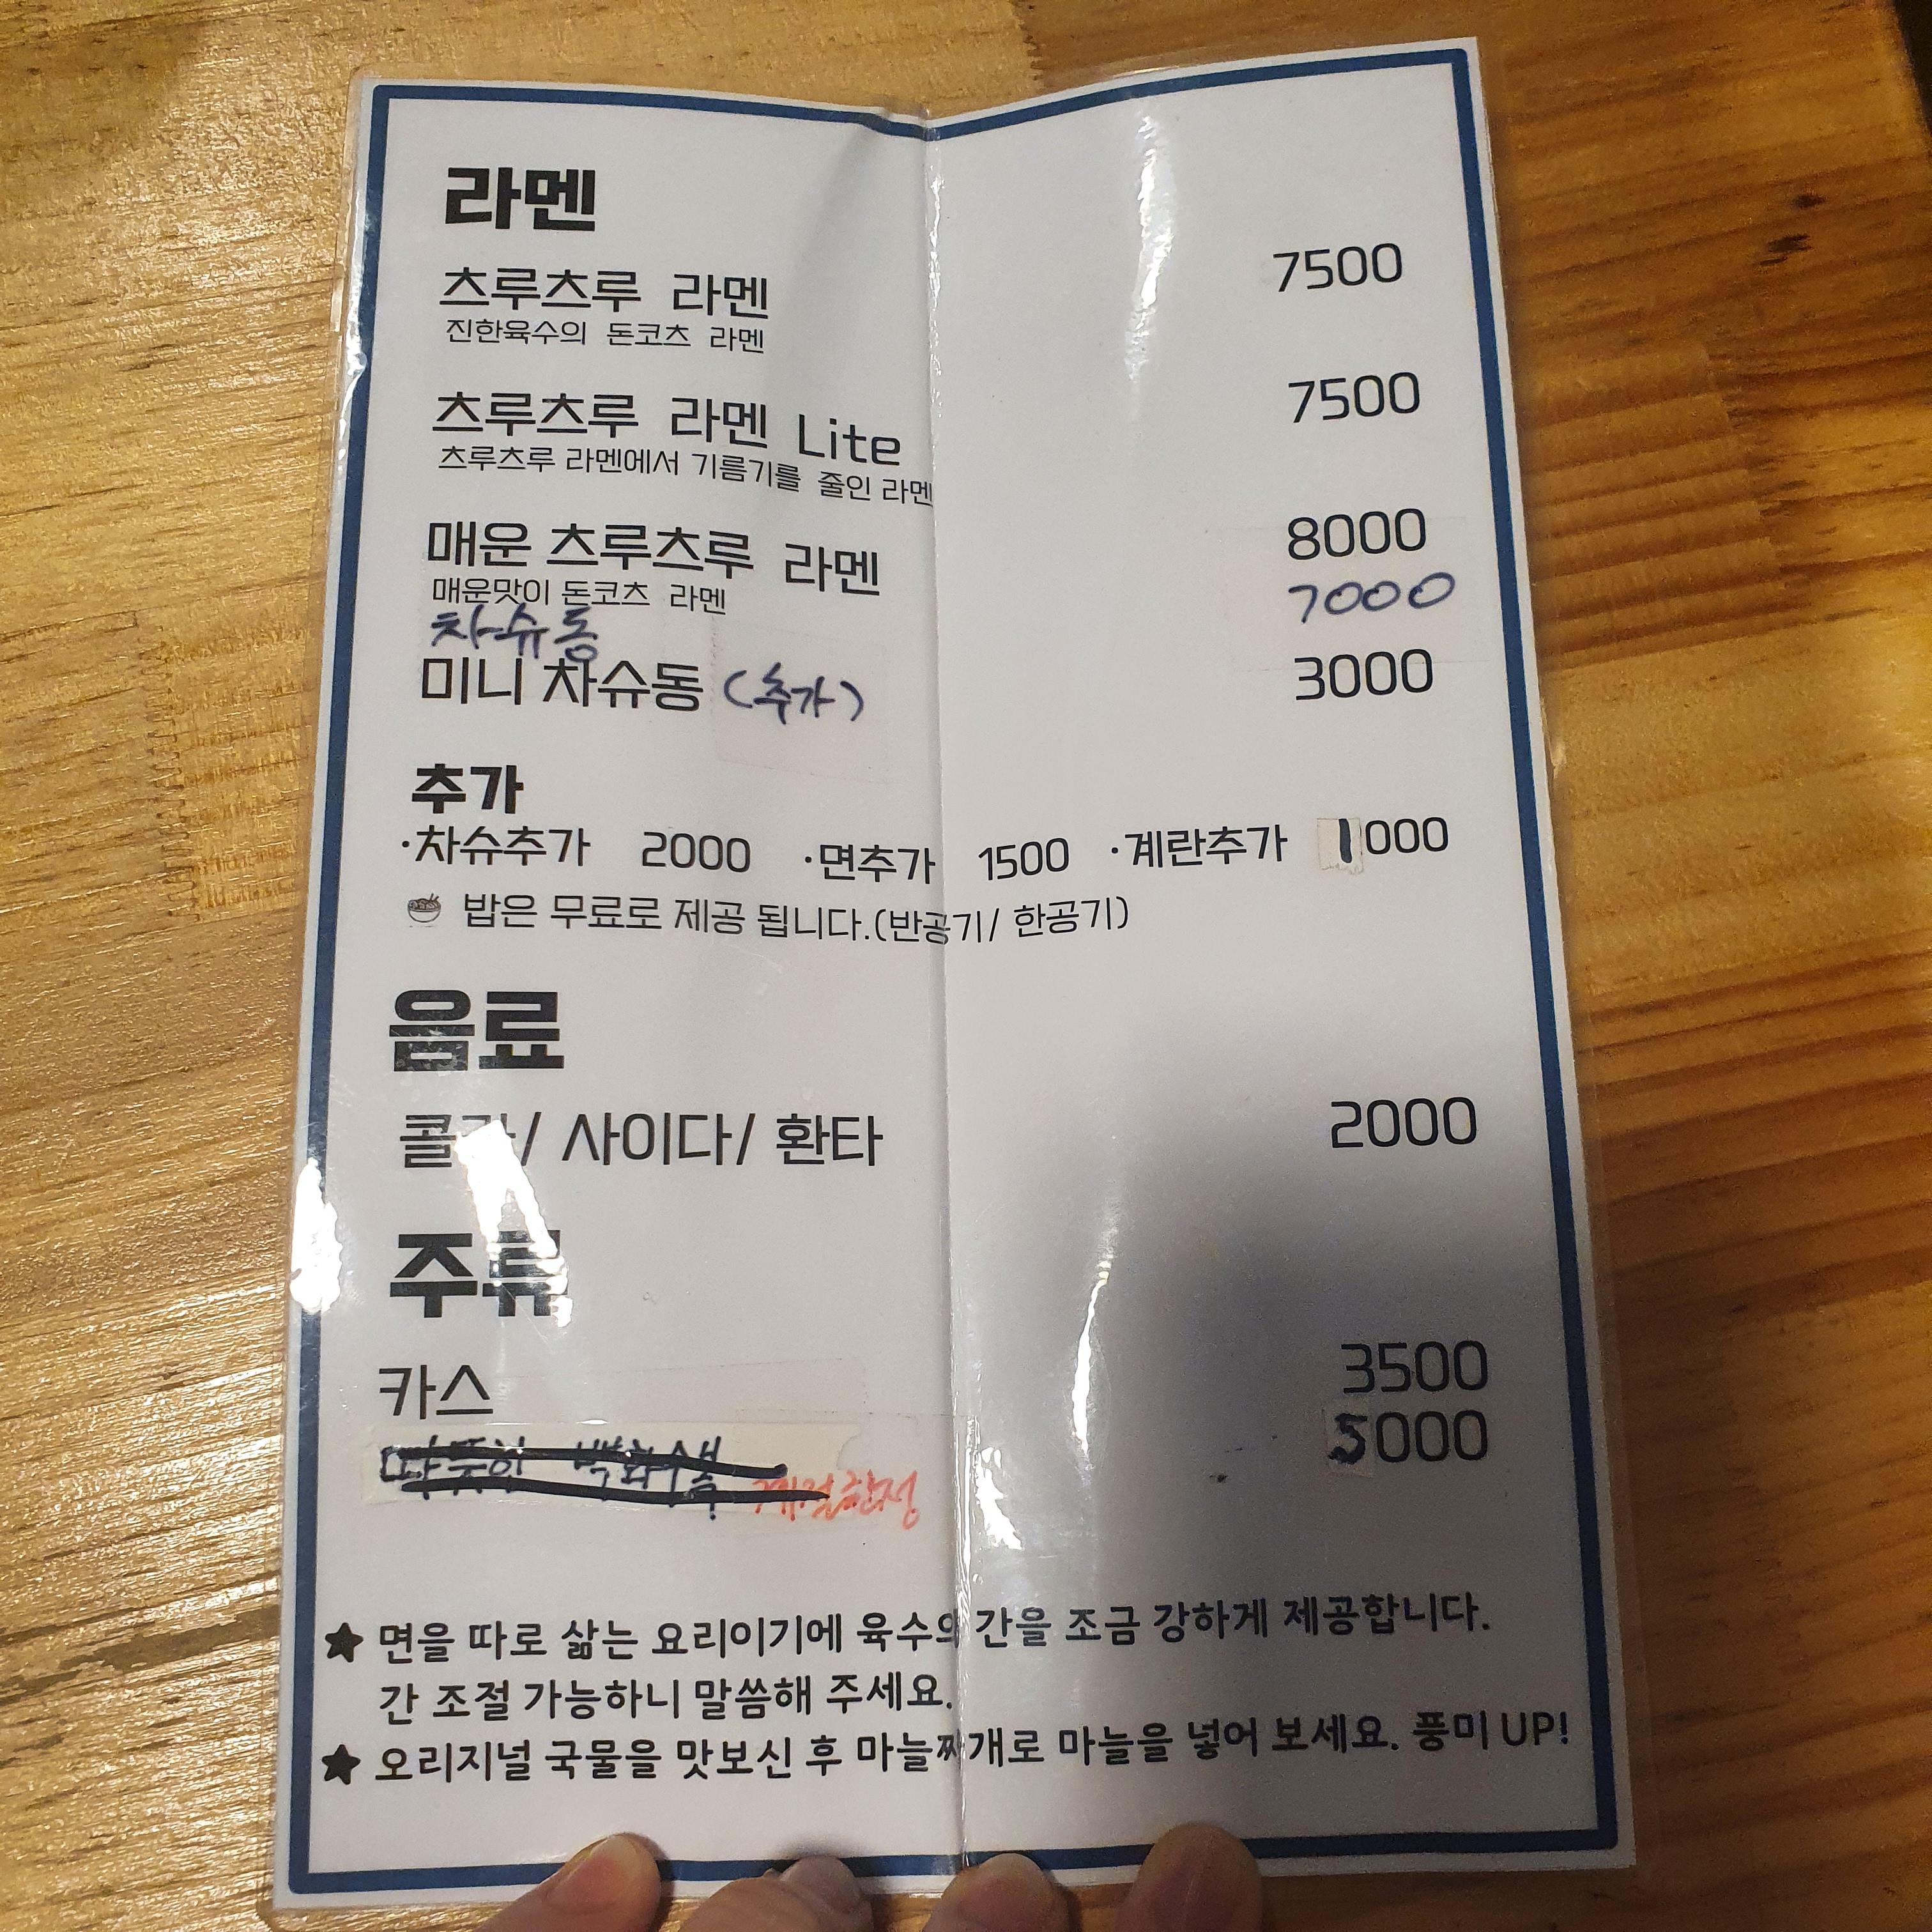 라멘
츠루츠루 라멘 7500
진한육수의 돈코츠 라멘
츠루츠루 라멘 Lite 7500
츠루츠루 라멘에서 기름기를 줄인 라멘
매운 츠루츠루 라멘 8000
매운맛이 돈코츠 라멘
차슈동 7000
미니 차슈동 (추가) 3000
추가
·차슈추가 2000 ·면추가 1500 ·계란추가 1000
밥은 무료로 제공 됩니다.(반공기/ 한공기)
음료
콜라/ 사이다/ 환타 2000
주류
카스 3500
계절한정 5000
★ 면을 따로 삶는 요리이기에 육수의 간을 조금 강하게 제공합니다.
간 조절 가능하니 말씀해 주세요.
★ 오리지널 국물을 맛보신 후 마늘짜개로 마늘을 넣어 보세요. 풍미 UP!